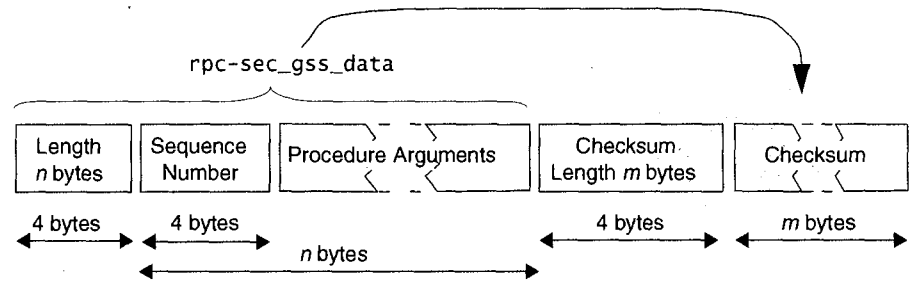 rpc-sec_gss_data
Length
n bytes
Sequence
Number
Procedure Arguments
Checksum
Length m bytes
Checksum
4 bytes
4 bytes
4 bytes
m bytes
n bytes